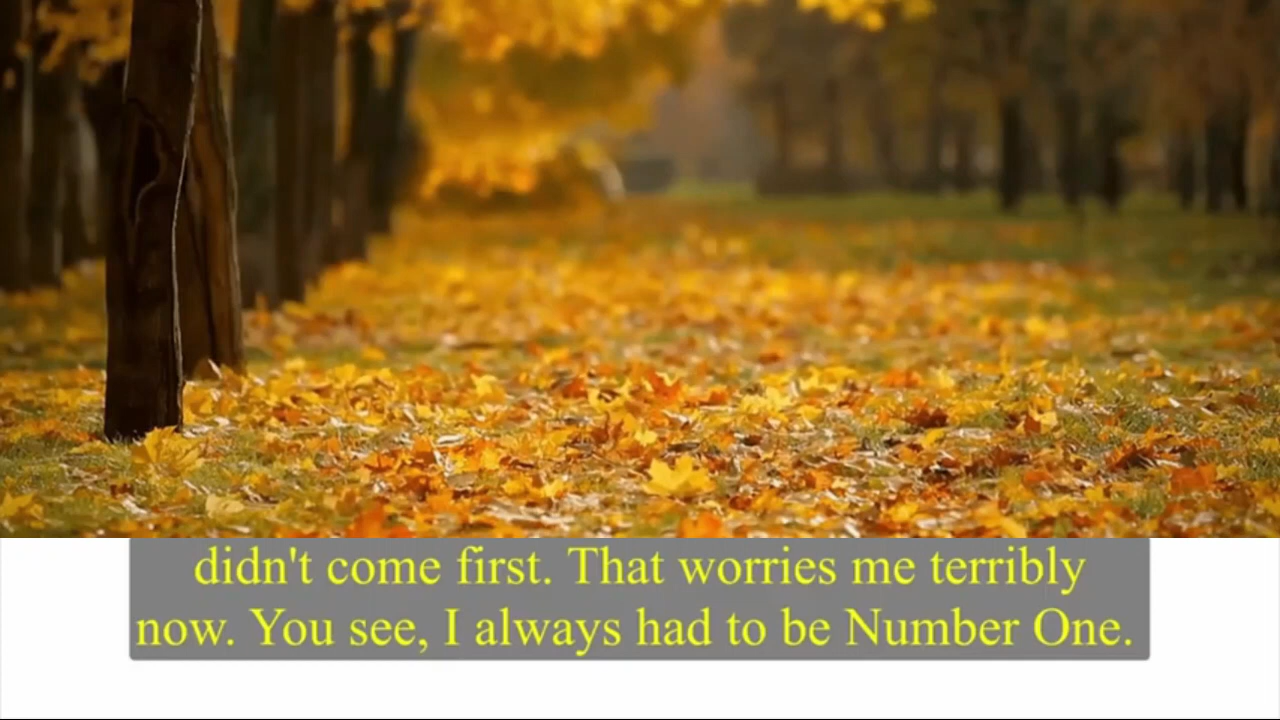 didn't come first. That worries me terribly
now. You see, I always had to be Number One.